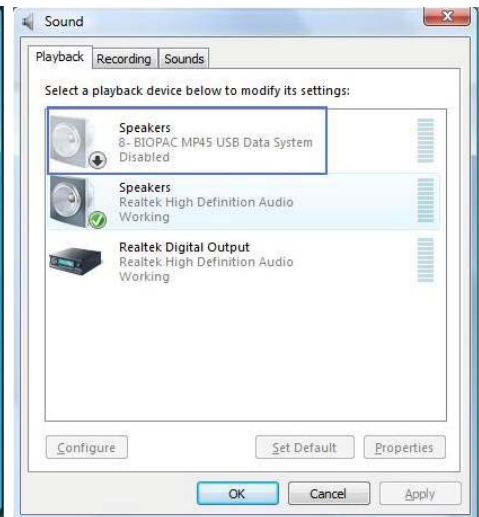 Sound
Playback Recording Sounds
Select a playback device below to modify its settings:
Speakers
8- BIOPAC MP45 USB Data System
Disabled
Speakers
Realtek High Definition Audio
Working
Realtek Digital Output
Realtek High Definition Audio
Working
Configure Set Default Properties
OK Cancel Apply